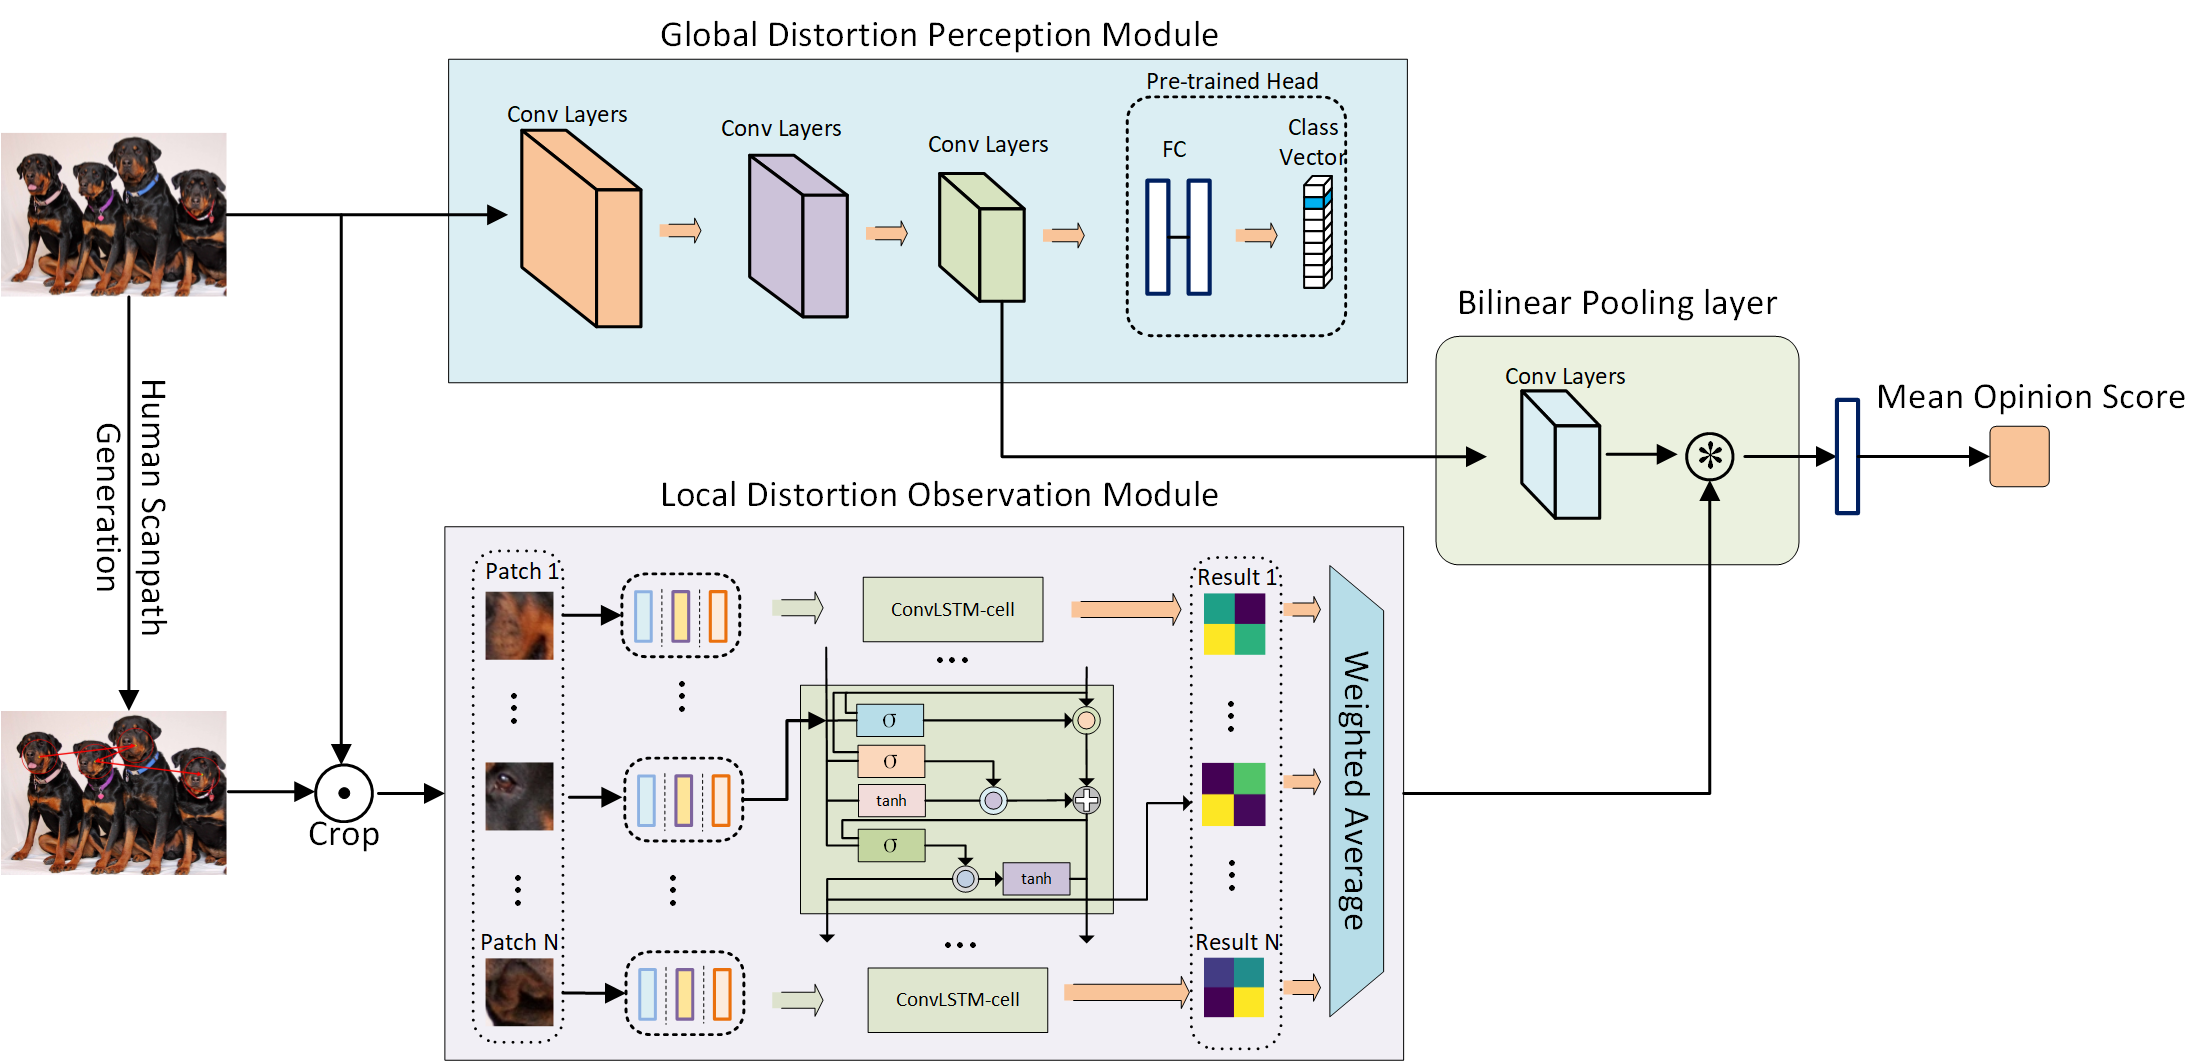 Global Distortion Perception Module
Pre-trained Head
Conv Layers
Conv Layers
Conv Layers
FC
Class
Vector
Bilinear Pooling layer
Conv Layers
Mean Opinion Score
Human Scanpath
Generation
Crop
Local Distortion Observation Module
Patch 1
ConvLSTM-cell
Result 1
σ
σ
tanh
σ
tanh
Weighted Average
Patch N
ConvLSTM-cell
Result N